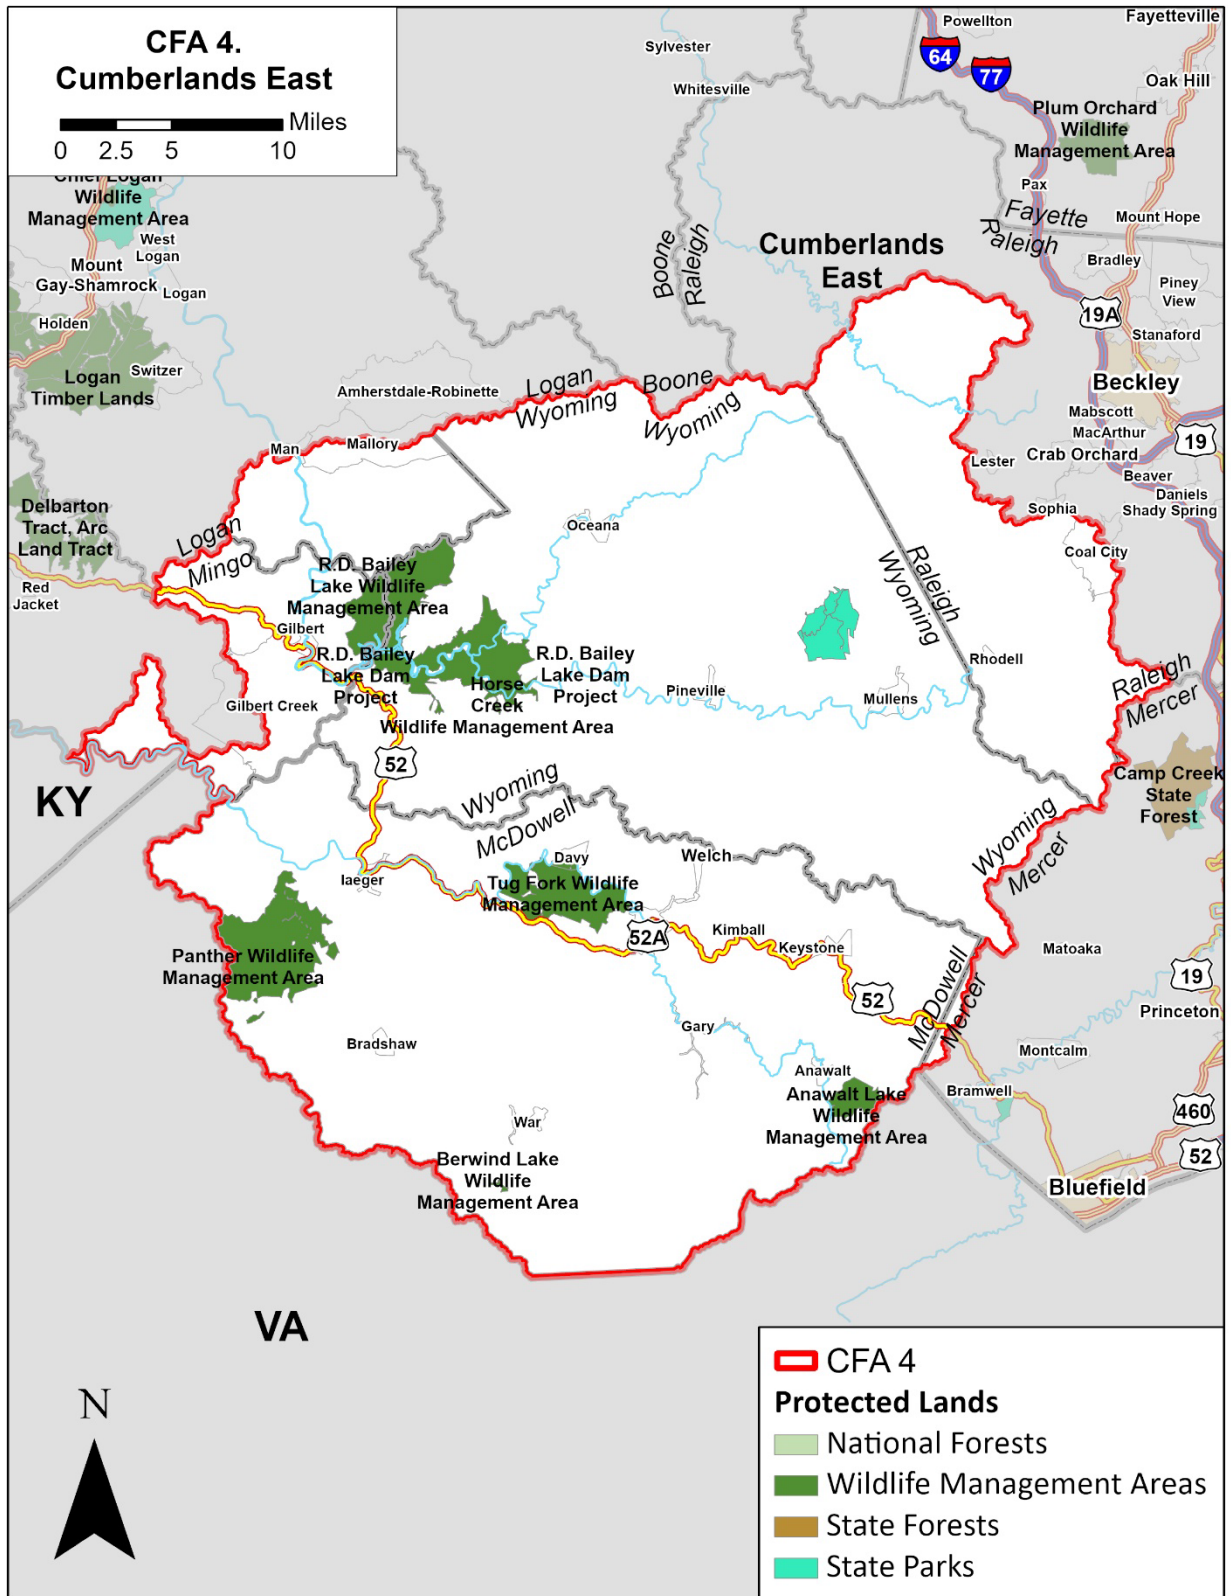 CFA 4.
Cumberlands East
Miles
0 2.5 5 10
Powellton
Fayetteville
Sylvester
64
77
Whitesville
Oak Hill
Plum Orchard
Wildlife
Management Area
Chief Logan
Wildlife
Management Area
Pax
Fayette
Raleigh
Mount Hope
West
Logan
Boone
Raleigh
Cumberlands
East
Bradley
Mount
Gay-Shamrock
Logan
Piney
View
Holden
19A
Stanaford
Logan
Timber Lands
Switzer
Amherstdale-Robinette
Logan
Wyoming
Boone
Wyoming
Beckley
Mabscott
MacArthur
19
Man
Mallory
Lester
Crab Orchard
Beaver
Daniels
Shady Spring
Delbarton
Tract, Arc
Land Tract
Sophia
Logan
Mingo
Oceana
Coal City
Raleigh
Wyoming
R.D. Bailey
Lake Wildlife
Management Area
Red
Jacket
Gilbert
R.D. Bailey
Lake Dam
Project
R.D. Bailey
Lake Dam
Project
Rhodell
Horse
Creek
Wildlife Management Area
Pineville
Mullens
Raleigh
Mercer
Gilbert Creek
52
KY
Wyoming
McDowell
Camp Creek
State
Forest
Wyoming
Mercer
Iaeger
Davy
Welch
Tug Fork Wildlife
Management Area
52A
Kimball
Keystone
Matoaka
Panther Wildlife
Management Area
McDowell
Mercer
19
52
Princeton
Gary
Bradshaw
Montcalm
Anawalt
Bramwell
Anawalt Lake
Wildlife
Management Area
460
War
52
Berwind Lake
Wildlife
Management Area
Bluefield
VA
N
CFA 4
Protected Lands
National Forests
Wildlife Management Areas
State Forests
State Parks